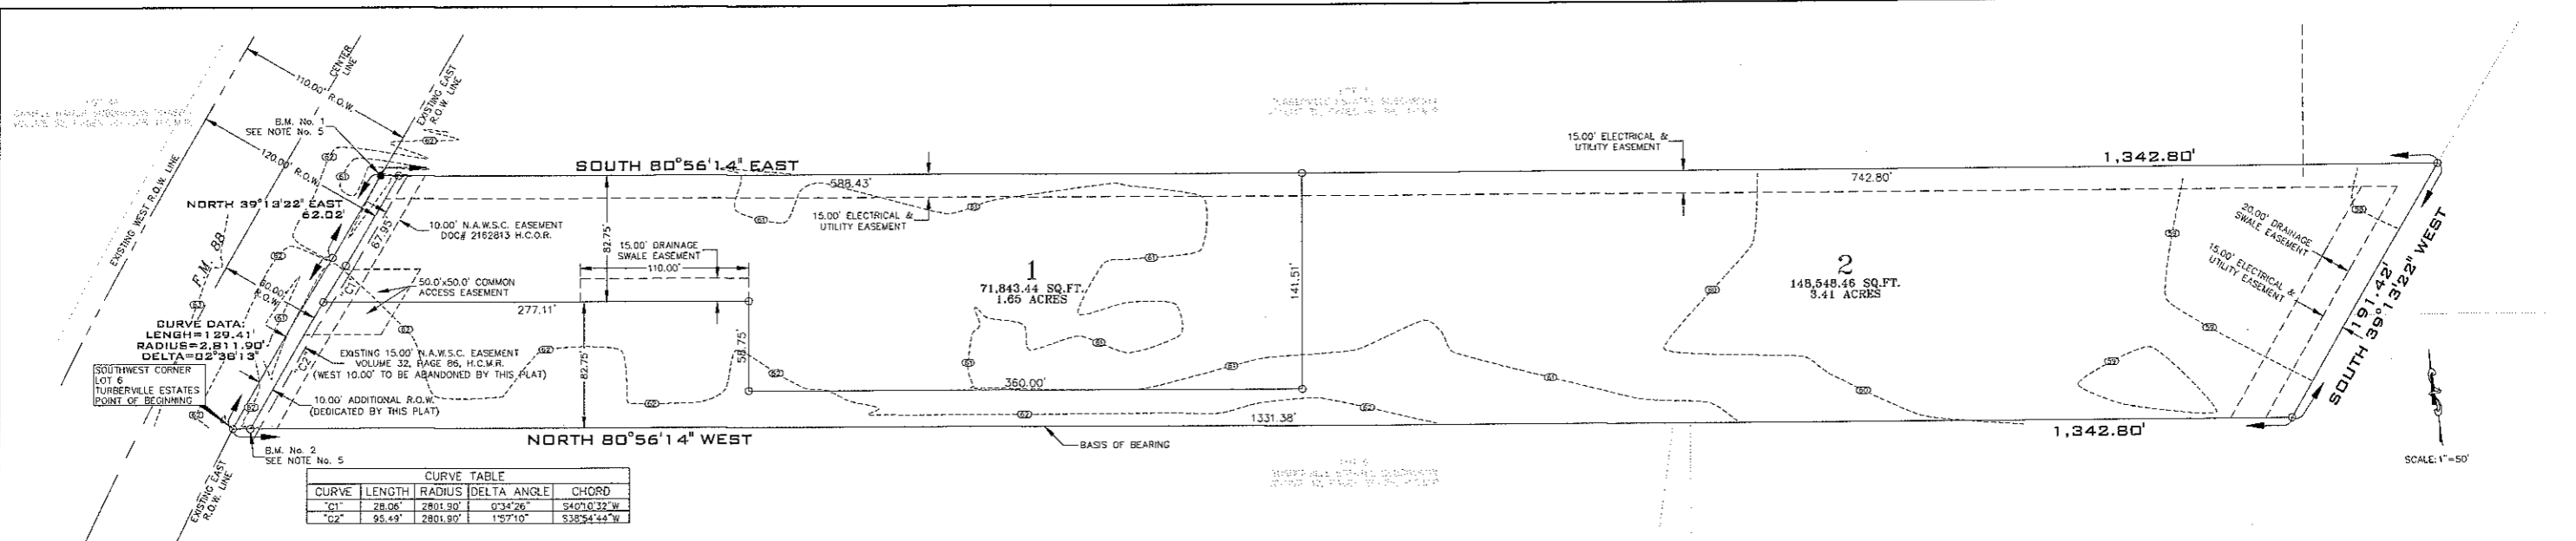 110.00' R.O.W.
CENTER
LINE
EXISTING EAST
R.O.W. LINE
B.M. No. 1
SEE NOTE No. 5
120.00' R.O.W.
EXISTING WEST R.O.W. LINE
NORTH 39°13'22" EAST
62.02'
67.95'
F.M. 88
60.00'
R.O.W.
SOUTH 80°56'14" EAST
588.43'
15.00' ELECTRICAL &
UTILITY EASEMENT
15.00' ELECTRICAL &
UTILITY EASEMENT
1,342.80'
742.80'
10.00' N.A.W.S.C. EASEMENT
DOC# 2162813 H.C.O.R.
82.75'
15.00' DRAINAGE
SWALE EASEMENT
110.00'
50.0'x50.0' COMMON
ACCESS EASEMENT
277.11'
1
71,843.44 SQ.FT.
1.65 ACRES
141.51'
2
148,548.46 SQ.FT.
3.41 ACRES
20.00' DRAINAGE
SWALE EASEMENT
15.00' ELECTRICAL &
UTILITY EASEMENT
191.42'
SOUTH 39°13'22" WEST
"C1"
"C2"
CURVE DATA:
LENGH=129.41'
RADIUS=2,811.90'
DELTA=02°38'13"
EXISTING 15.00' N.A.W.S.C. EASEMENT
VOLUME 32, PAGE 86, H.C.M.R.
(WEST 10.00' TO BE ABANDONED BY THIS PLAT)
82.75'
58.75'
360.00'
SOUTHWEST CORNER
LOT 6
TURBERVILLE ESTATES
POINT OF BEGINNING
10.00' ADDITIONAL R.O.W.
(DEDICATED BY THIS PLAT)
1331.38'
NORTH 80°56'14" WEST
BASIS OF BEARING
1,342.80'
B.M. No. 2
SEE NOTE No. 5
EXISTING EAST
R.O.W. LINE
SCALE: 1"=50'
CURVE TABLE
CURVE LENGTH RADIUS DELTA ANGLE CHORD
"C1" 28.06' 2801.90' 0°34'26" S40°10'32"W
"C2" 95.49' 2801.90' 1°57'10" S38°54'44"W